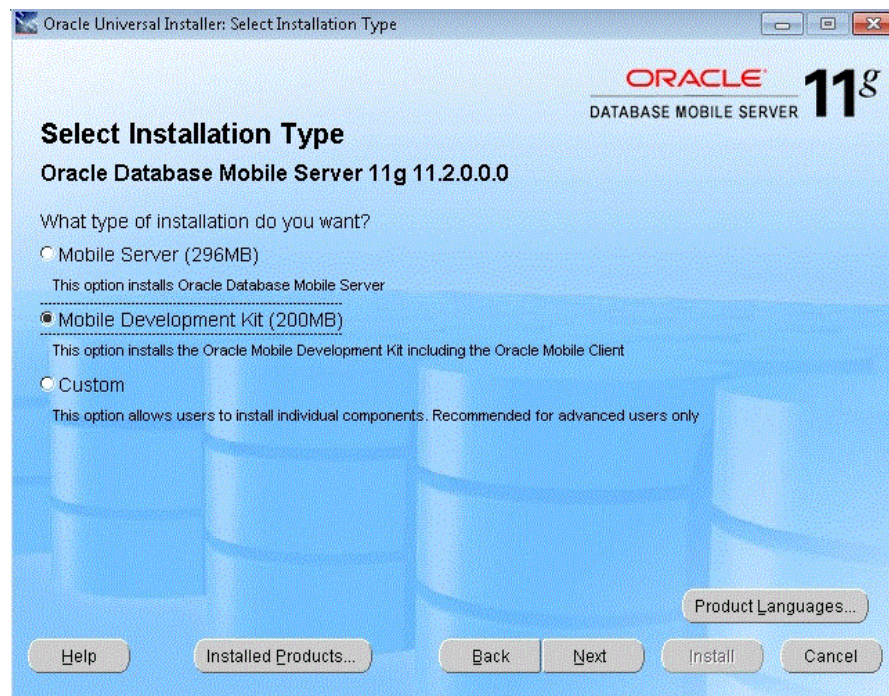 Oracle Universal Installer: Select Installation Type
ORACLE
DATABASE MOBILE SERVER 11g
Select Installation Type
Oracle Database Mobile Server 11g 11.2.0.0.0
What type of installation do you want?
Mobile Server (296MB)
This option installs Oracle Database Mobile Server
Mobile Development Kit (200MB)
This option installs the Oracle Mobile Development Kit including the Oracle Mobile Client
Custom
This option allows users to install individual components. Recommended for advanced users only
Product Languages...
Help Installed Products... Back Next Install Cancel